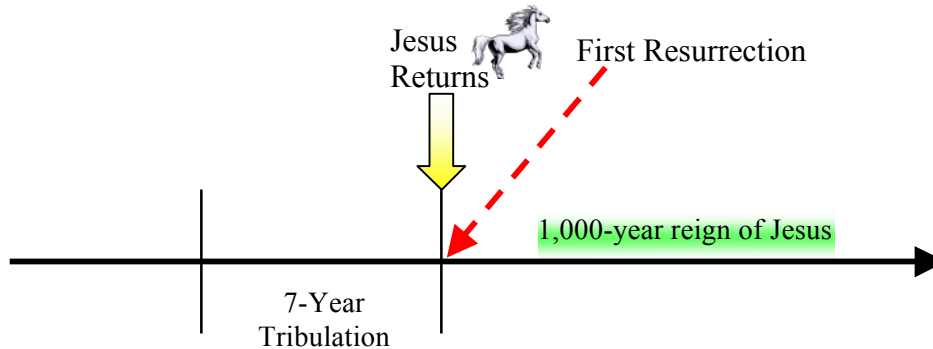 Jesus
Returns
First Resurrection
1,000-year reign of Jesus
7-Year
Tribulation